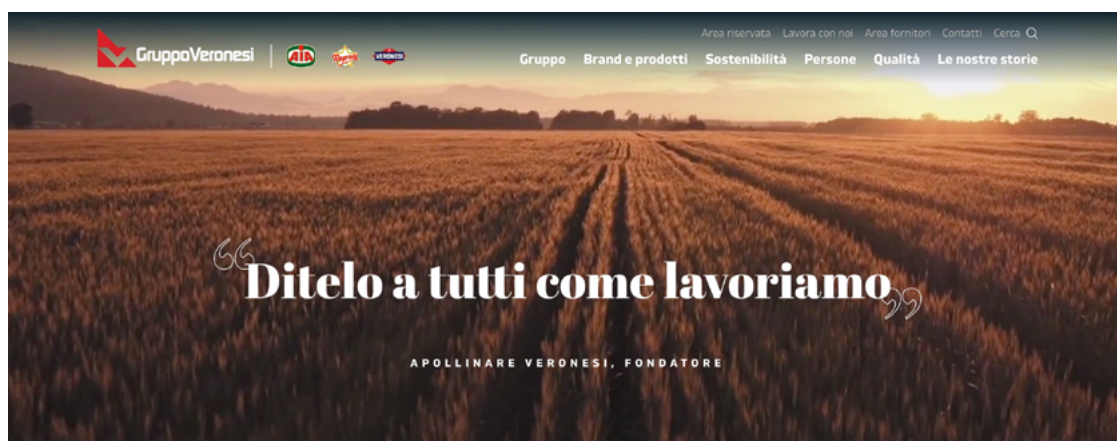 Area riservata Lavora con noi Area fornitori Contatti Cerca
GruppoVeronesi AIA Negroni VERONESI
Gruppo Brand e prodotti Sostenibilità Persone Qualità Le nostre storie
“Ditelo a tutti come lavoriamo”
APOLLINARE VERONESI, FONDATORE